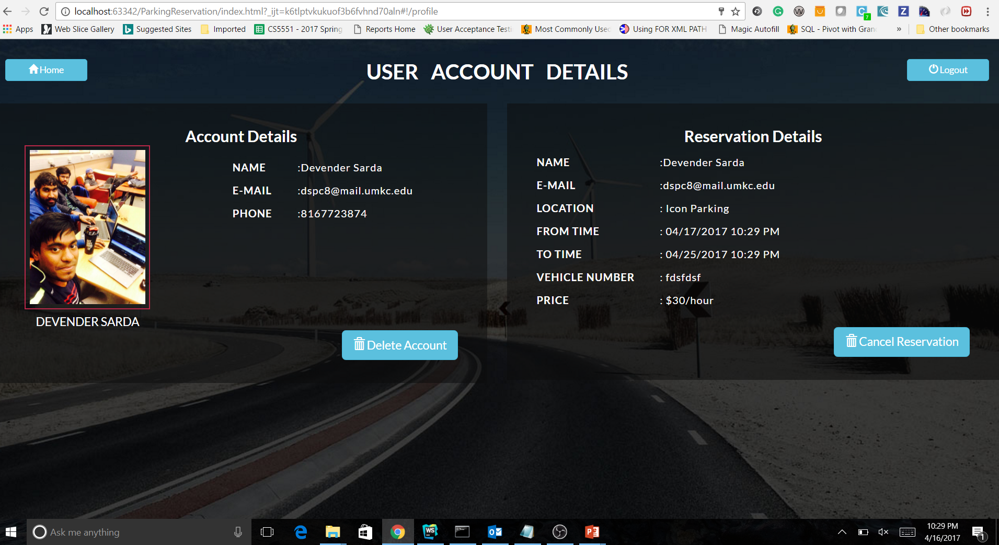 localhost:63342/ParkingReservation/index.html?_ijt=k6tlptvkukuof3b6fvhnd70aln#!/profile
Apps Web Slice Gallery Suggested Sites Imported CS5551 - 2017 Spring Reports Home User Acceptance Testi Most Commonly Used Using FOR XML PATH Magic Autofill SQL - Pivot with Gran » Other bookmarks
7
Home
USER ACCOUNT DETAILS
Logout
Account Details
NAME :Devender Sarda
E-MAIL :dspc8@mail.umkc.edu
PHONE :8167723874
DEVENDER SARDA
Delete Account
Reservation Details
NAME :Devender Sarda
E-MAIL :dspc8@mail.umkc.edu
LOCATION : Icon Parking
FROM TIME : 04/17/2017 10:29 PM
TO TIME : 04/25/2017 10:29 PM
VEHICLE NUMBER : fdsfdsf
PRICE : $30/hour
Cancel Reservation
Ask me anything
10:29 PM
4/16/2017
1